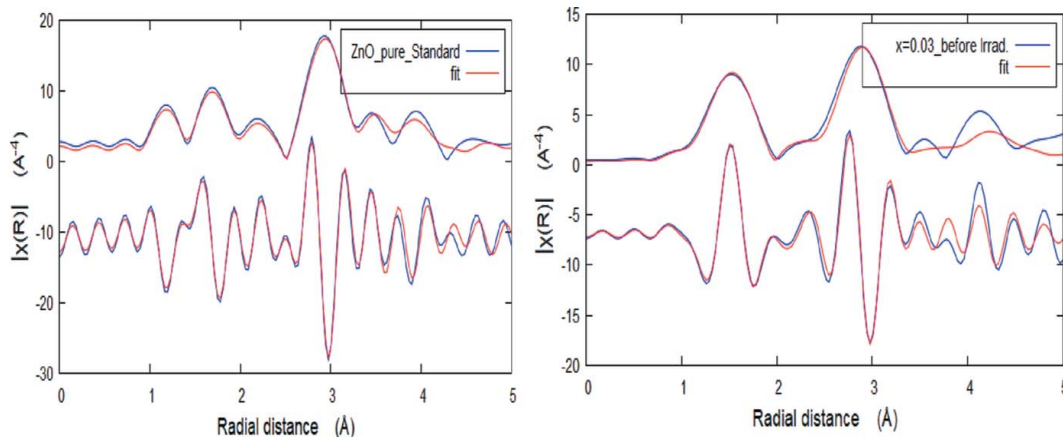 20
10
0
-10
-20
-30
|x(R)| (A⁻⁴)
ZnO_pure_Standard
fit
0 1 2 3 4 5
Radial distance (Å)
15
10
5
0
-5
-10
-15
-20
|x(R)| (A⁻⁴)
x=0.03_before Irrad.
fit
0 1 2 3 4 5
Radial distance (Å)